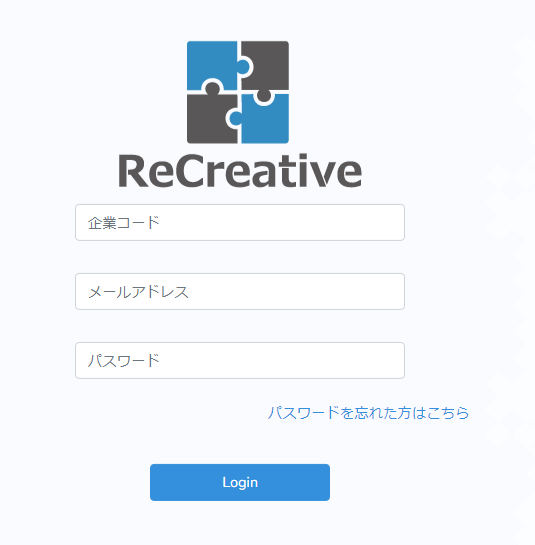 ReCreative
企業コード
メールアドレス
パスワード
パスワードを忘れた方はこちら
Login